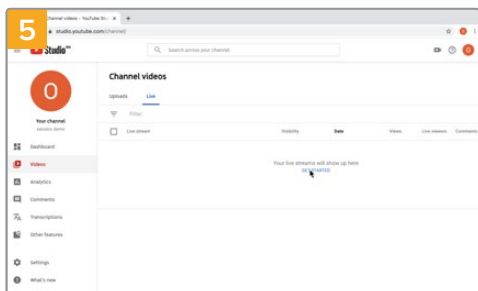 5
Channel videos - YouTube St
studio.youtube.com/channel/
Studio
Search across your channel
O
O
Your channel
Channel videos
Uploads Live
Filter
Live stream Visibility Date Views Live viewers Comments
Your live streams will show up here
GET STARTED
Dashboard
Videos
Analytics
Comments
Transcriptions
Other features
Settings
What's new